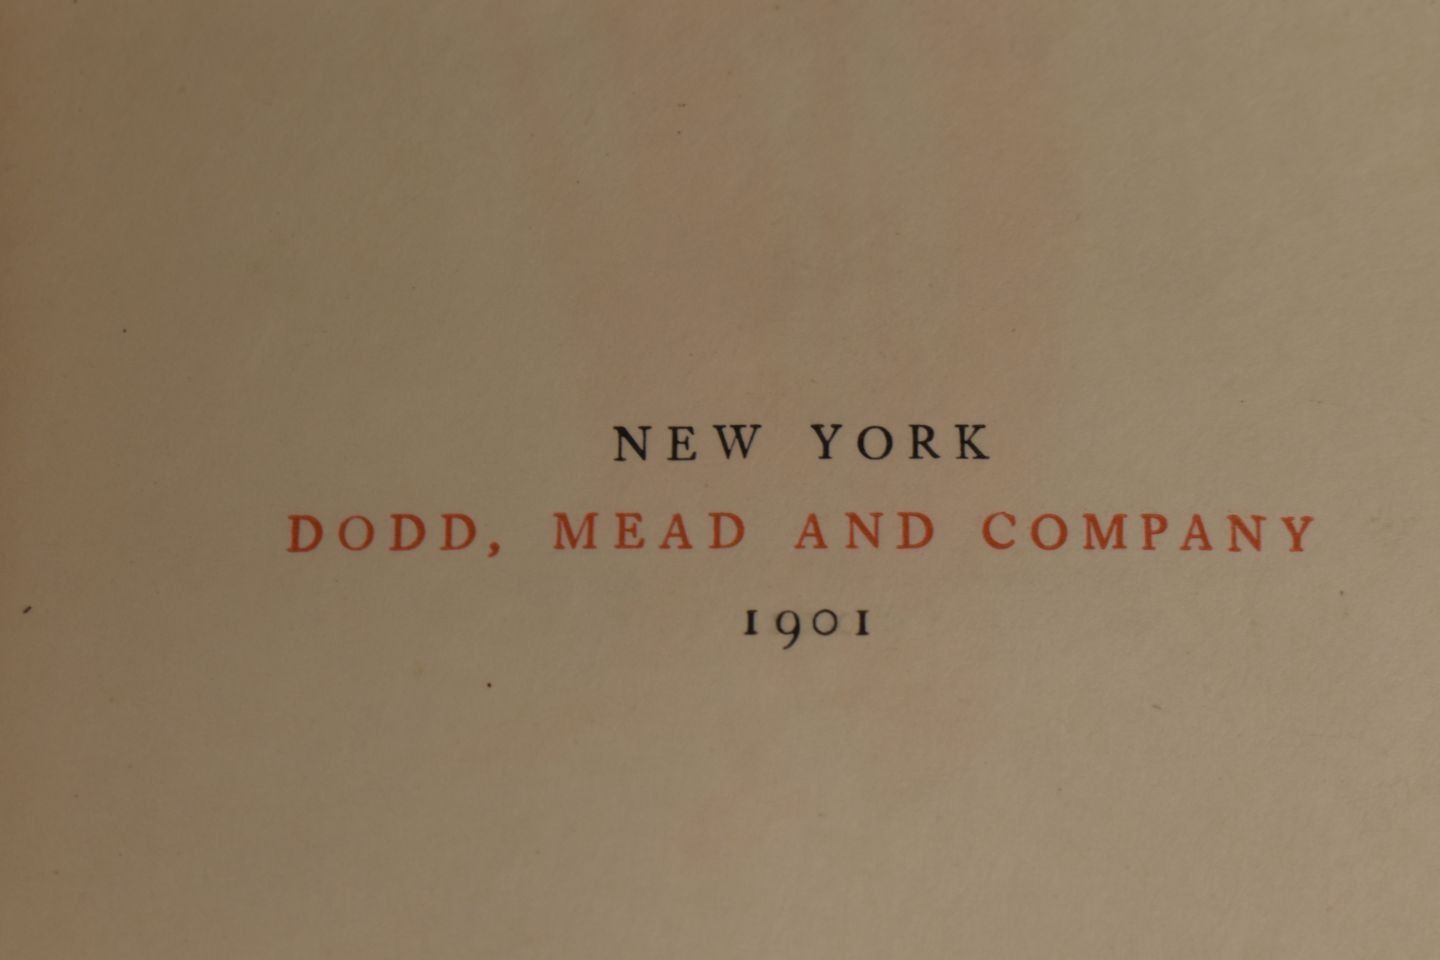 NEW YORK
DODD, MEAD AND COMPANY
1901